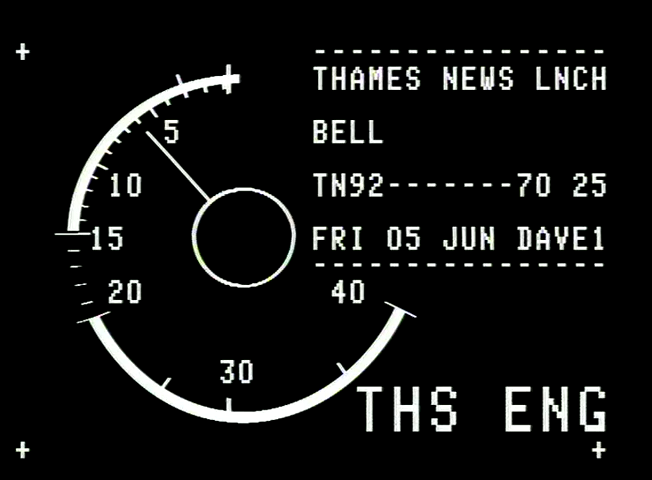 THAMES NEWS LNCH
BELL
TN92-------70 25
FRI 05 JUN DAVE1
5
10
15
20
30
40
THS ENG